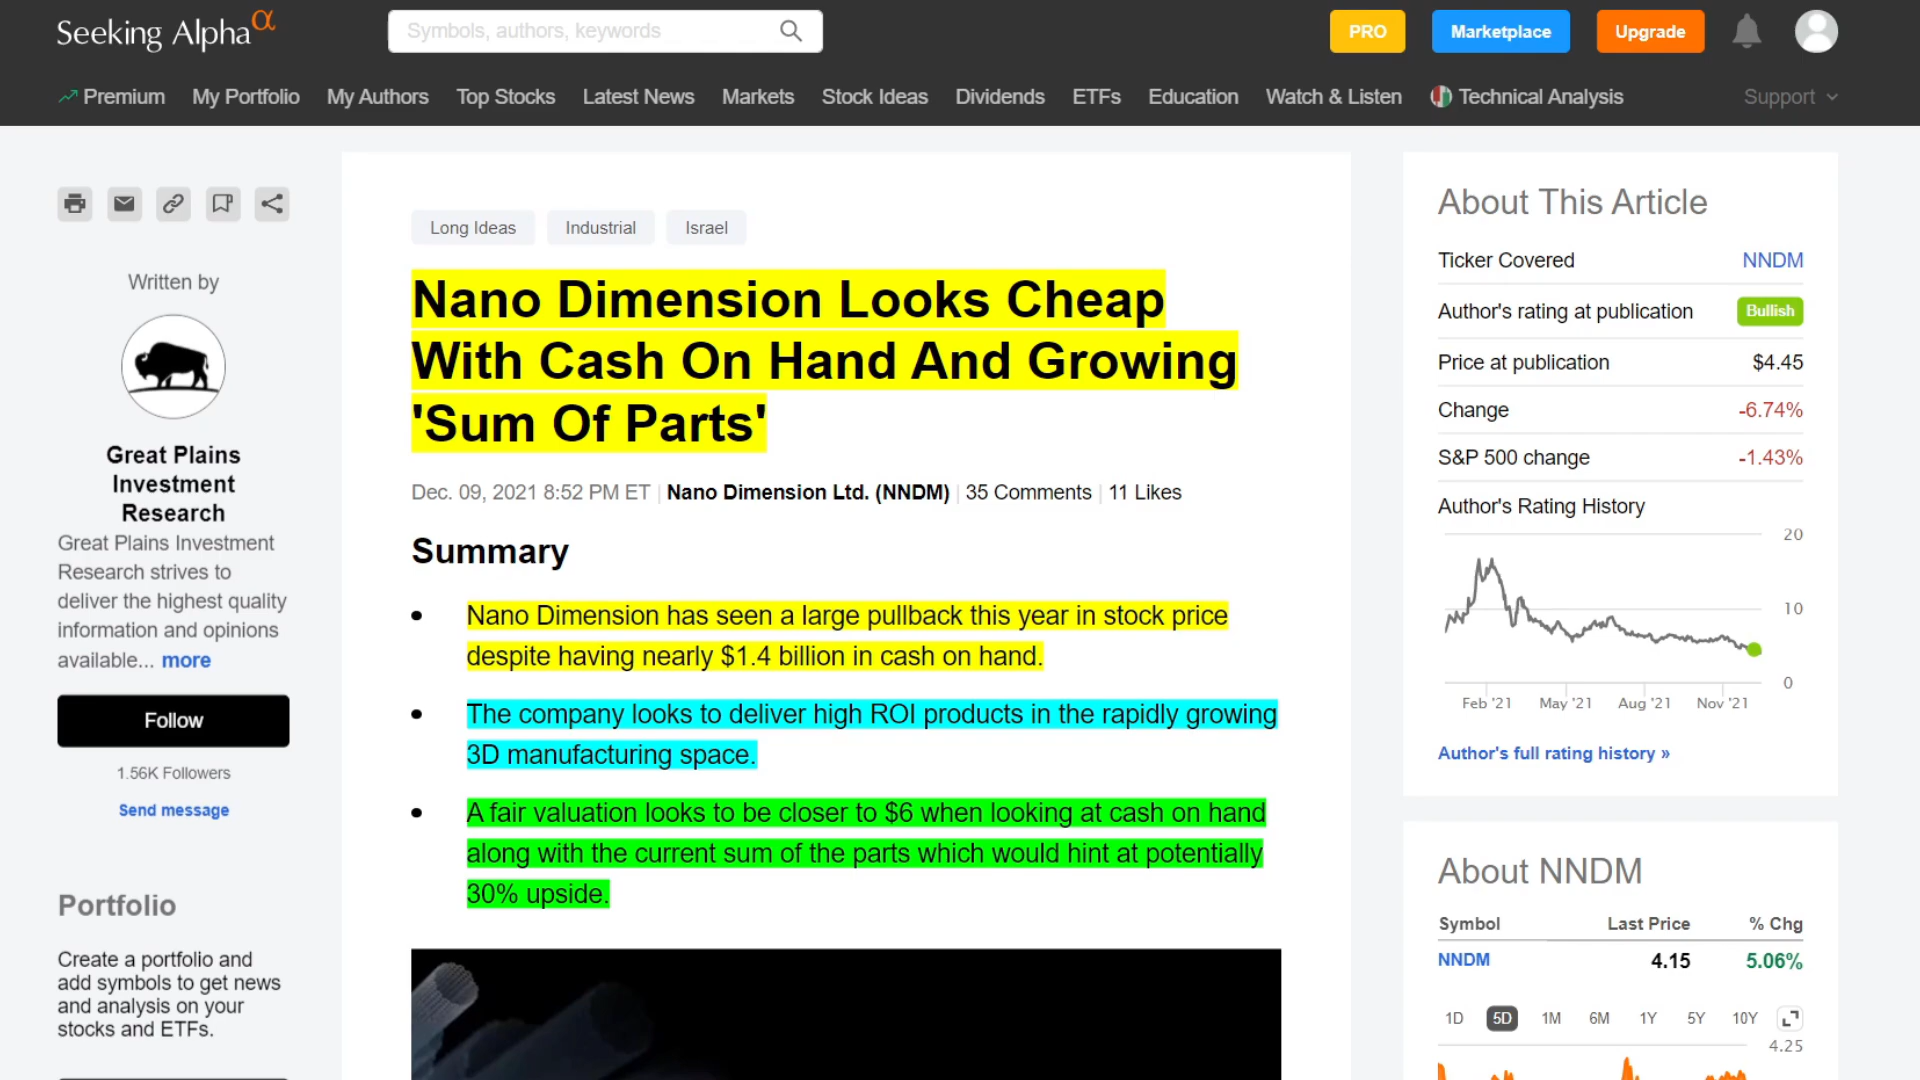 Seeking Alpha α
Symbols, authors, keywords
PRO
Marketplace
Upgrade
Premium
My Portfolio
My Authors
Top Stocks
Latest News
Markets
Stock Ideas
Dividends
ETFs
Education
Watch & Listen
Technical Analysis
Support
Written by
Great Plains
Investment
Research
Great Plains Investment
Research strives to
deliver the highest quality
information and opinions
available... more
Follow
1.56K Followers
Send message
Portfolio
Create a portfolio and
add symbols to get news
and analysis on your
stocks and ETFs.
Long Ideas
Industrial
Israel
Nano Dimension Looks Cheap
With Cash On Hand And Growing
'Sum Of Parts'
Dec. 09, 2021 8:52 PM ET | Nano Dimension Ltd. (NNDM) | 35 Comments | 11 Likes
Summary
• Nano Dimension has seen a large pullback this year in stock price
despite having nearly $1.4 billion in cash on hand.
• The company looks to deliver high ROI products in the rapidly growing
3D manufacturing space.
• A fair valuation looks to be closer to $6 when looking at cash on hand
along with the current sum of the parts which would hint at potentially
30% upside.
About This Article
Ticker Covered NNDM
Author's rating at publication Bullish
Price at publication $4.45
Change -6.74%
S&P 500 change -1.43%
Author's Rating History
20
10
0
Feb '21 May '21 Aug '21 Nov '21
Author's full rating history »
About NNDM
Symbol Last Price % Chg
NNDM 4.15 5.06%
1D 5D 1M 6M 1Y 5Y 10Y
4.25